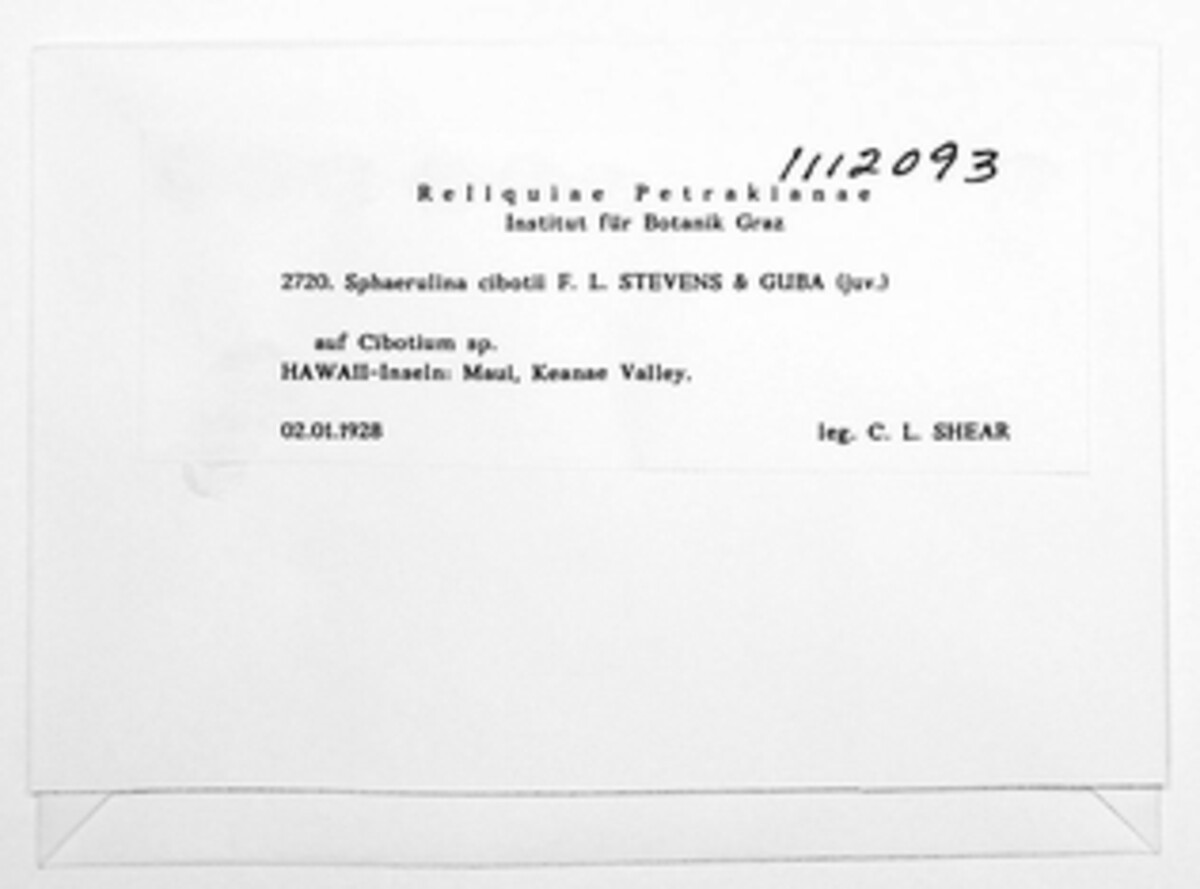 1112093
Reliquiae Petrakianae
Institut für Botanik Graz
2720. Sphaerulina cibotii F. L. STEVENS & GUBA (juv.)
auf Cibotium sp.
HAWAII-Inseln: Maui, Keanae Valley.
02.01.1928 leg. C. L. SHEAR